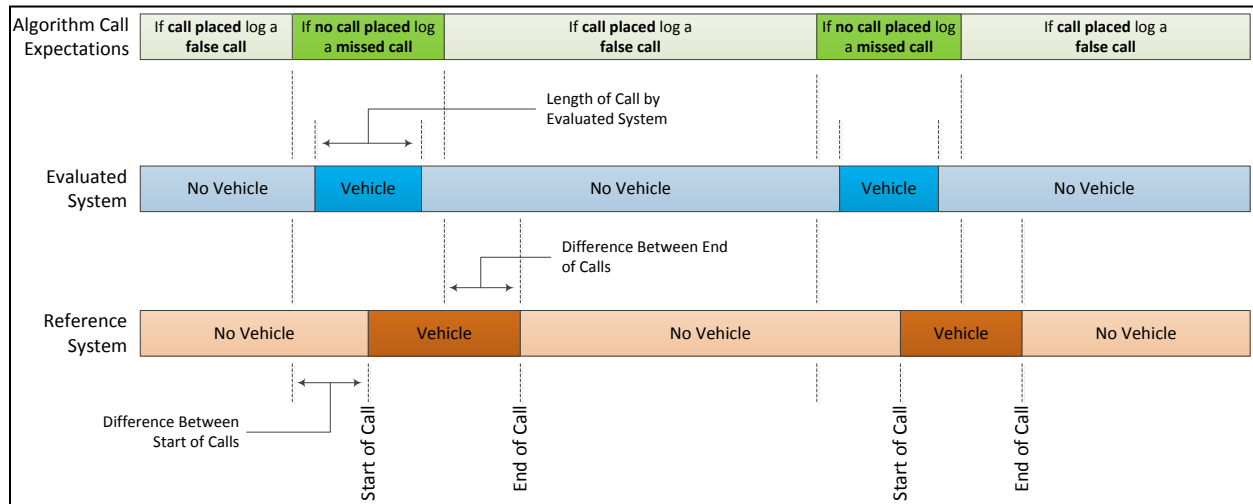 Algorithm Call
Expectations
If call placed log a
false call
If no call placed log
a missed call
If call placed log a
false call
If no call placed log
a missed call
If call placed log a
false call
Length of Call by
Evaluated System
Evaluated
System
No Vehicle
Vehicle
No Vehicle
Vehicle
No Vehicle
Difference Between End
of Calls
Reference
System
No Vehicle
Vehicle
No Vehicle
Vehicle
No Vehicle
Difference Between
Start of Calls
Start of Call
End of Call
Start of Call
End of Call